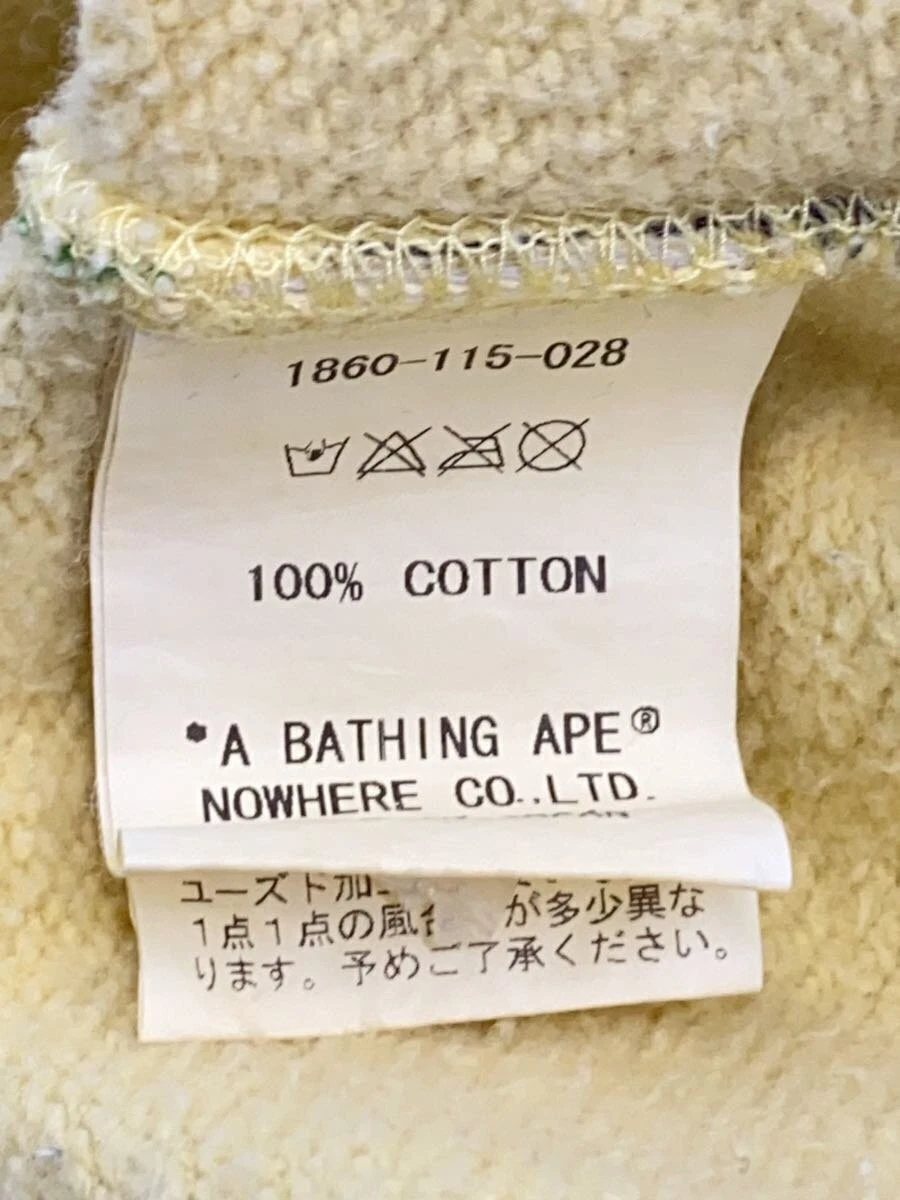 1860-115-028
100% COTTON
*A BATHING APE®
NOWHERE CO.,LTD.
ユーズド加
1点1点の風 が多少異な
ります。予めご了承ください。